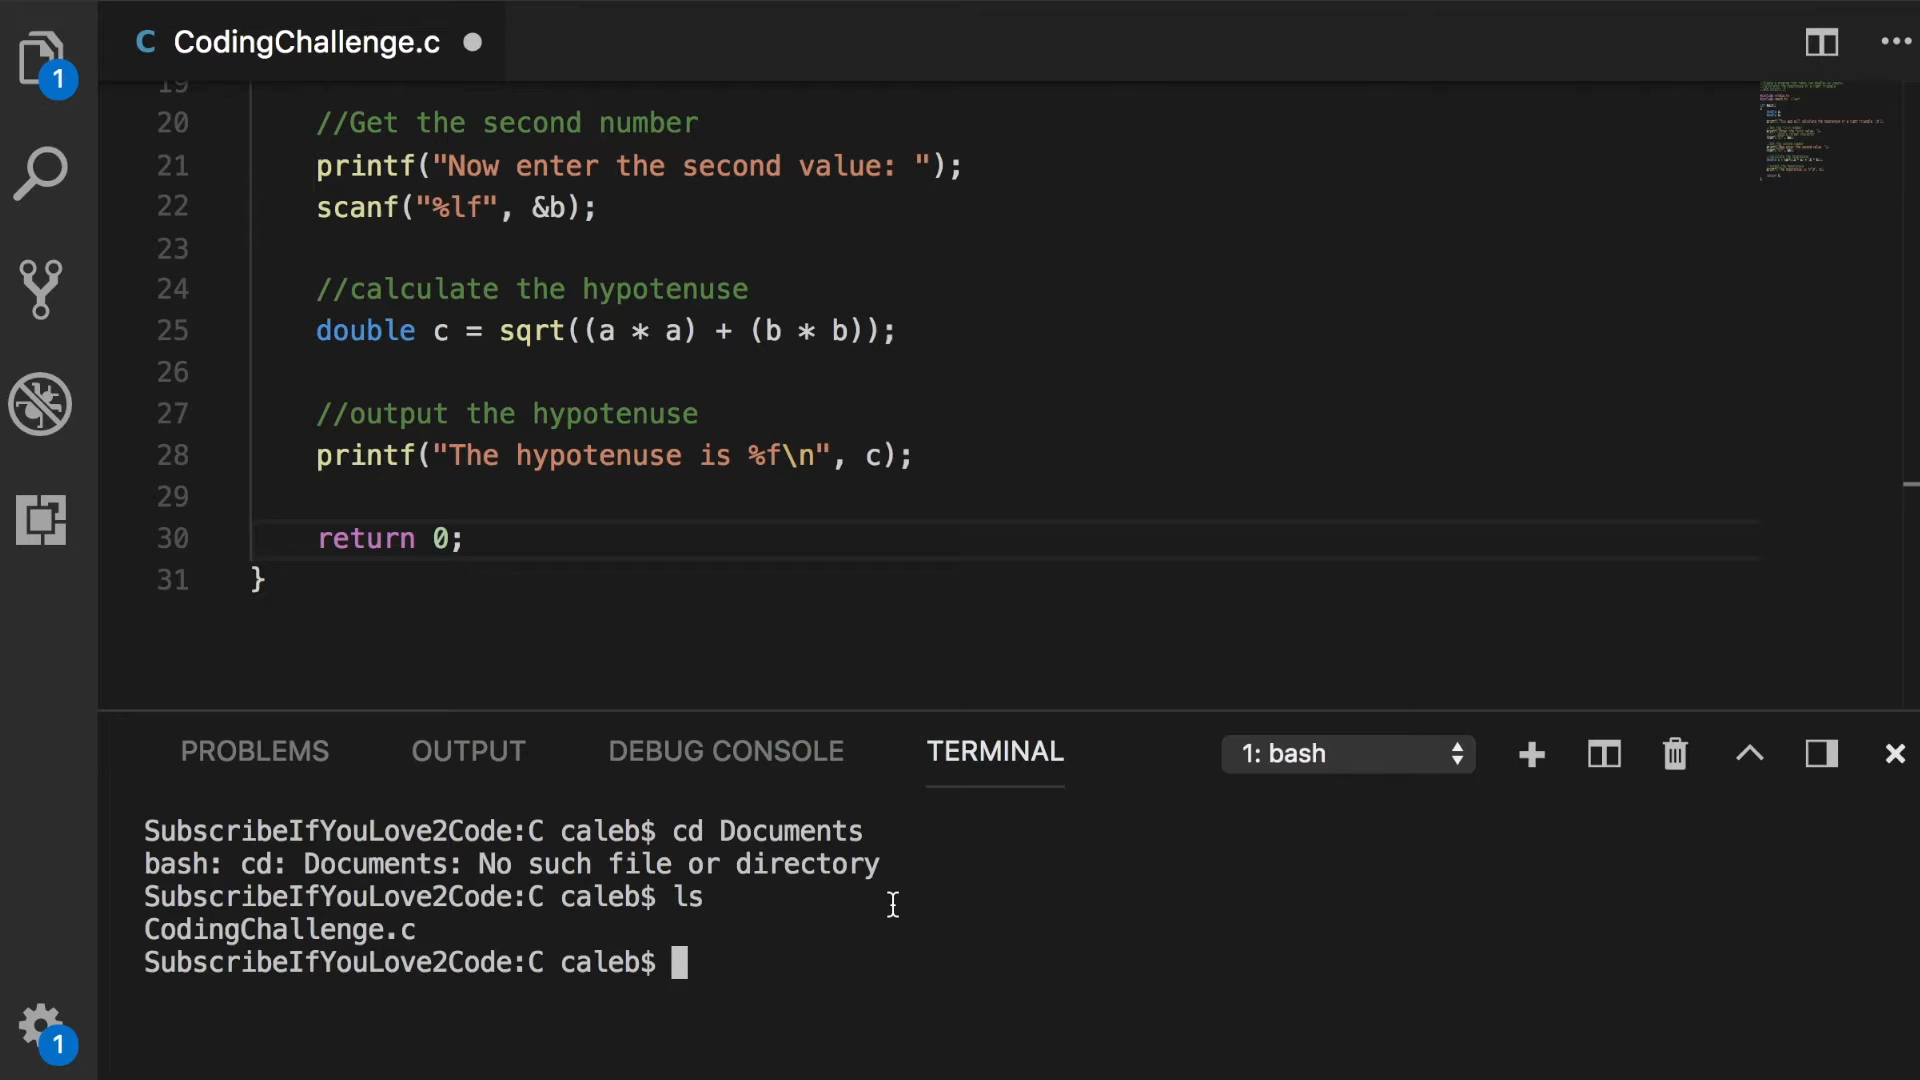 1
C CodingChallenge.c
19
20 //Get the second number
21 printf("Now enter the second value: ");
22 scanf("%lf", &b);
23
24 //calculate the hypotenuse
25 double c = sqrt((a * a) + (b * b));
26
27 //output the hypotenuse
28 printf("The hypotenuse is %f\n", c);
29
30 return 0;
31 }
PROBLEMS OUTPUT DEBUG CONSOLE TERMINAL 1: bash
SubscribeIfYouLove2Code:C caleb$ cd Documents
bash: cd: Documents: No such file or directory
SubscribeIfYouLove2Code:C caleb$ ls
CodingChallenge.c
SubscribeIfYouLove2Code:C caleb$
1